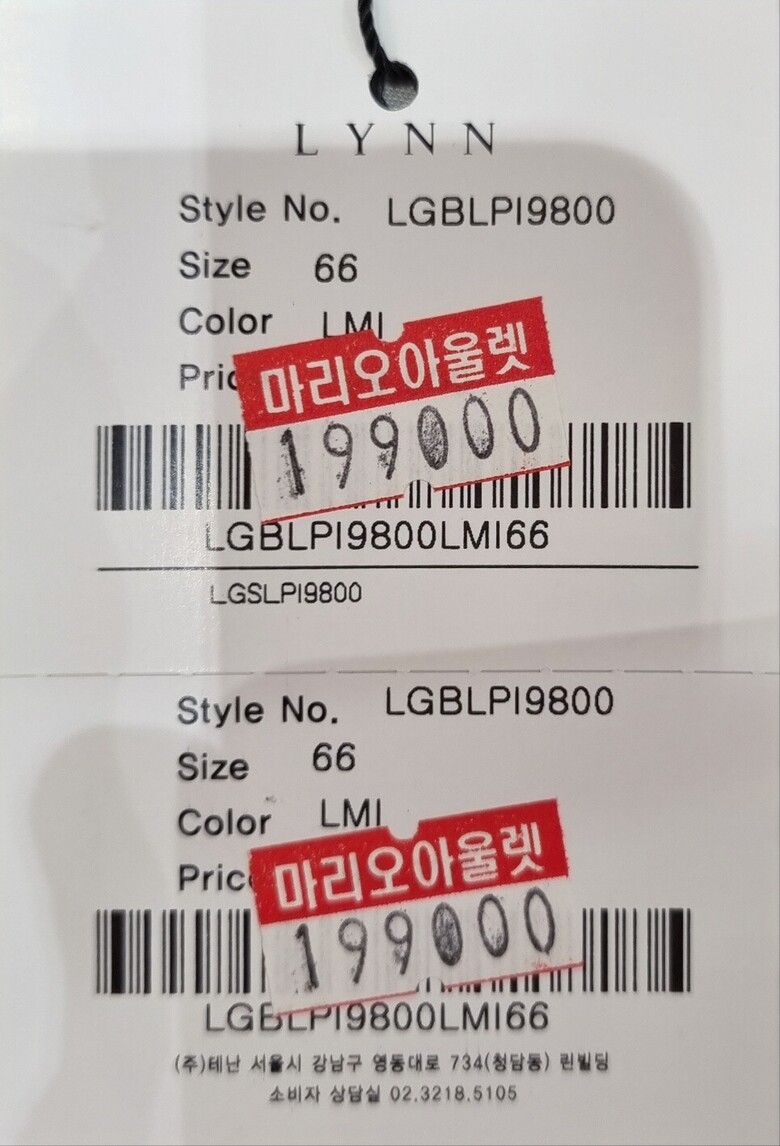 LYNN
Style No. LGBLPI9800
Size 66
Color LMI
마리오아울렛
199000
LGBLPI9800LMI66
LGSLPI9800
Style No. LGBLPI9800
Size 66
Color LMI
마리오아울렛
199000
LGBLPI9800LMI66
(주)테난 서울시 강남구 영동대로 734(청담동) 린빌딩
소비자 상담실 02.3218.5105